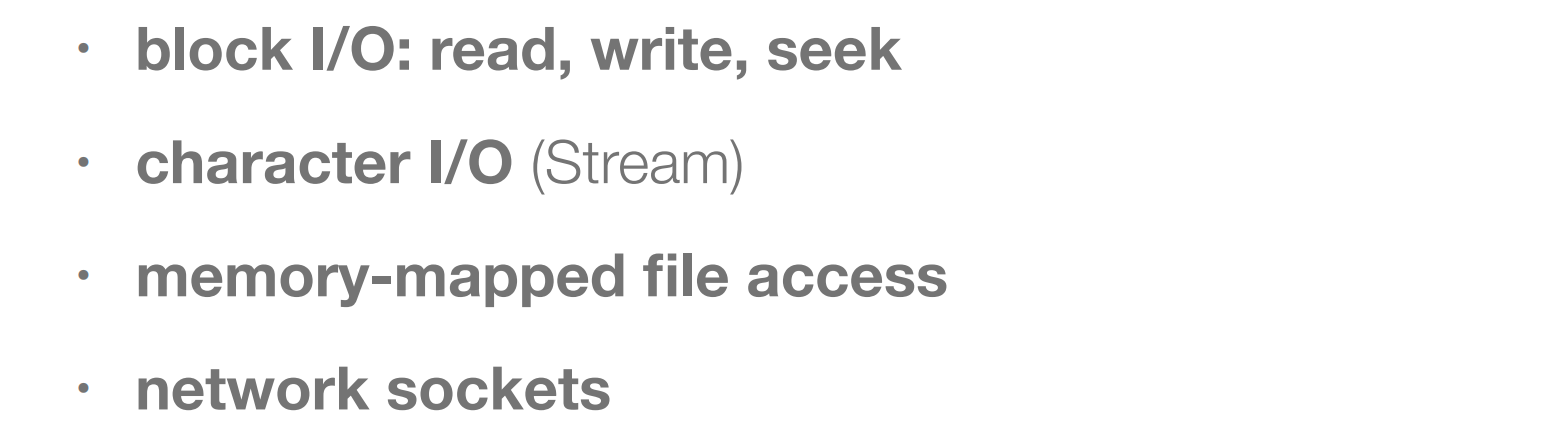 • block I/O: read, write, seek
• character I/O (Stream)
• memory-mapped file access
• network sockets